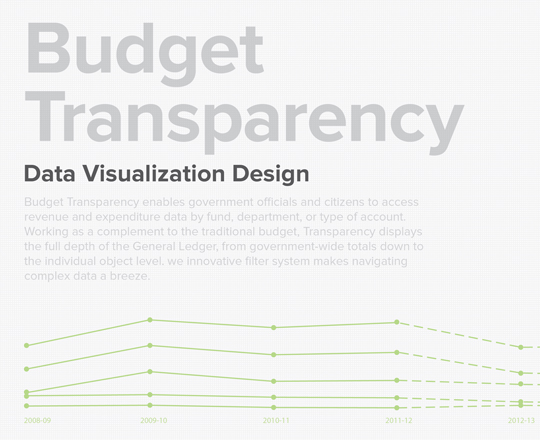 Budget
Transparency
Data Visualization Design
Budget Transparency enables government officials and citizens to access
revenue and expenditure data by fund, department, or type of account.
Working as a complement to the traditional budget, Transparency displays
the full depth of the General Ledger, from government-wide totals down to
the individual object level. we innovative filter system makes navigating
complex data a breeze.
2008-09 2009-10 2010-11 2011-12 2012-13